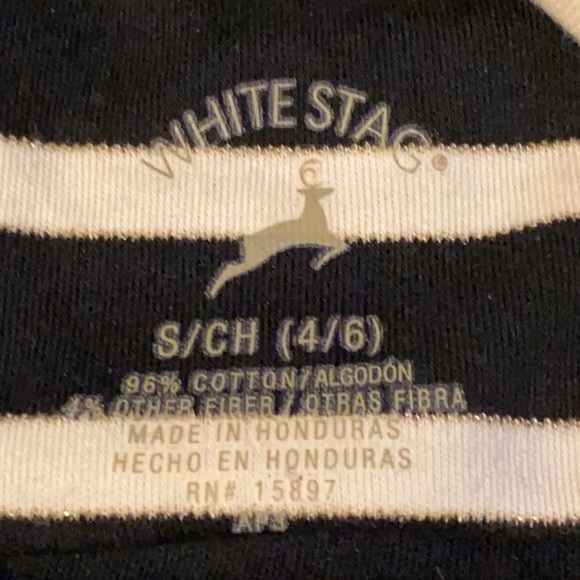 WHITE STAG®
S/CH (4/6)
96% COTTON/ALGODÓN
4% OTHER FIBER / OTRAS FIBRA
MADE IN HONDURAS
HECHO EN HONDURAS
RN# 15897